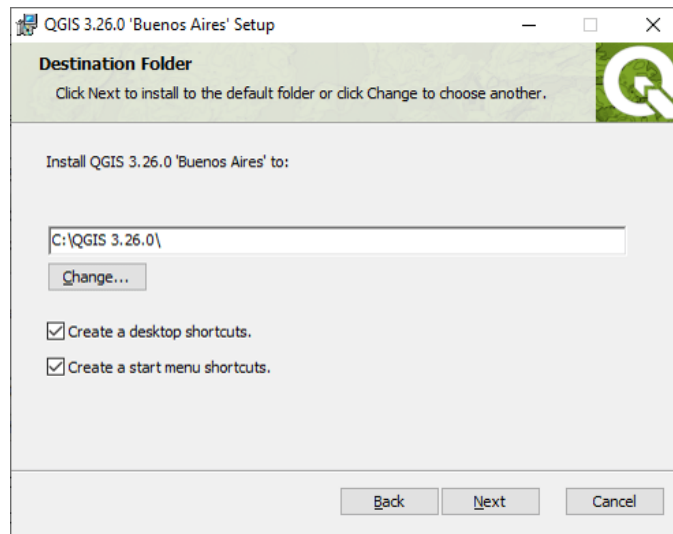 QGIS 3.26.0 'Buenos Aires' Setup
Destination Folder
Click Next to install to the default folder or click Change to choose another.
Install QGIS 3.26.0 'Buenos Aires' to:
C:\QGIS 3.26.0\
Change...
Create a desktop shortcuts.
Create a start menu shortcuts.
Back Next Cancel